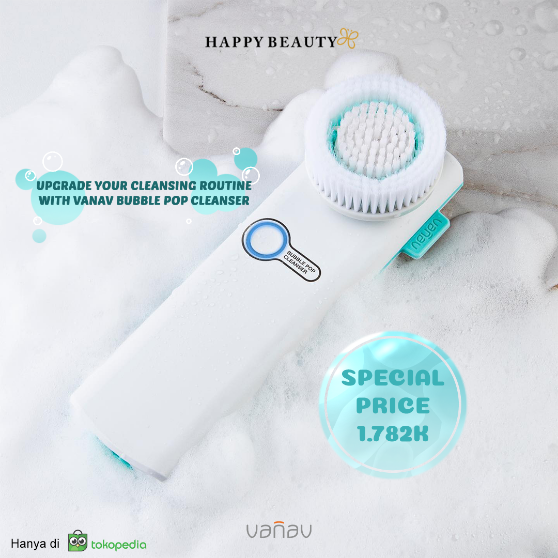 HAPPY BEAUTY
UPGRADE YOUR CLEANSING ROUTINE
WITH VANAV BUBBLE POP CLEANSER
vanav
BUBBLE POP
CLEANSER
SPECIAL
PRICE
1.782K
Hanya di tokopedia
vanav